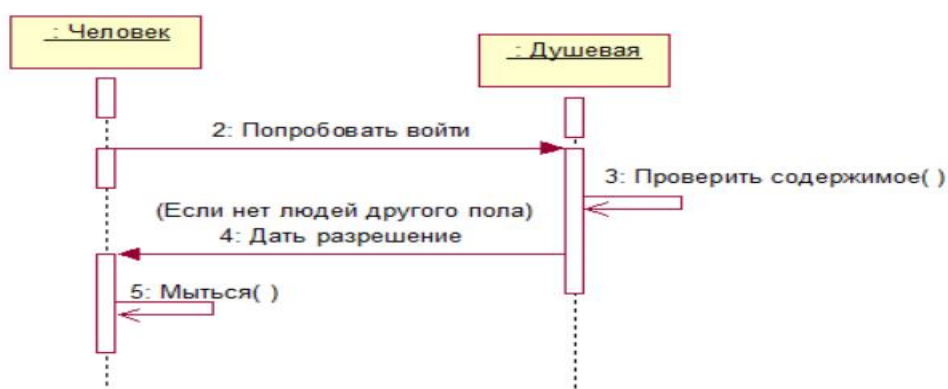 : Человек
: Душевая
2: Попробовать войти
3: Проверить содержимое( )
(Если нет людей другого пола)
4: Дать разрешение
5: Мыться( )